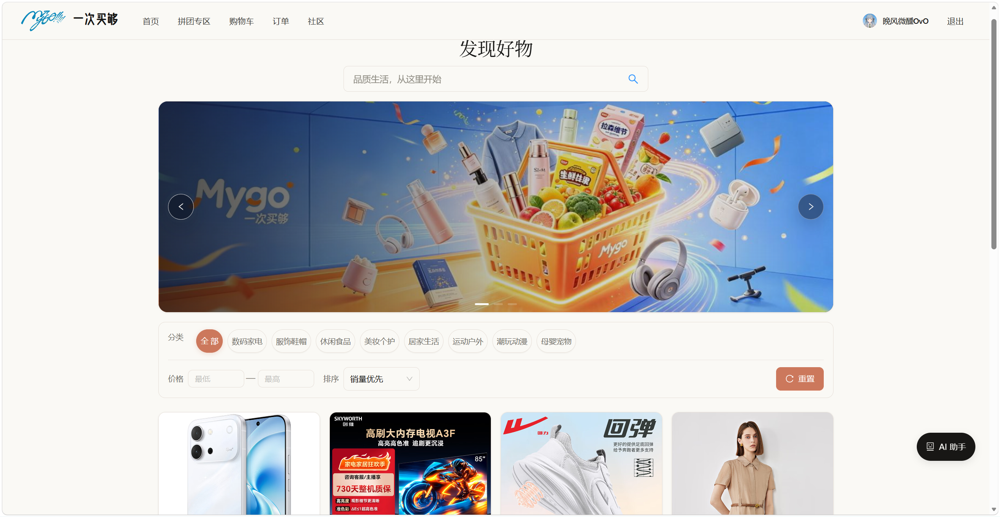 MyGO!!!!! 一次买够 首页 拼团专区 购物车 订单 社区 晚风微醺OvO 退出
发现好物
品质生活，从这里开始
拉森维节
SHM
生鲜
Mygo
一次买够
Mygo
分类 全部 数码家电 服饰鞋帽 休闲食品 美妆个护 居家生活 运动户外 潮玩动漫 母婴宠物
价格 最低 — 最高 排序 销量优先 重置
SKYWORTH
创维
高刷大内存电视A3F
高亮高色准 追剧更沉浸
85"
家电家居狂欢季
咨询客服/主播享
730天整机质保
高亮度 观影细节更清晰
准色彩 ΔE≤1超高色准
回力
回弹
更好的提供足底回弹
给予奔跑者更多支持
AI 助手